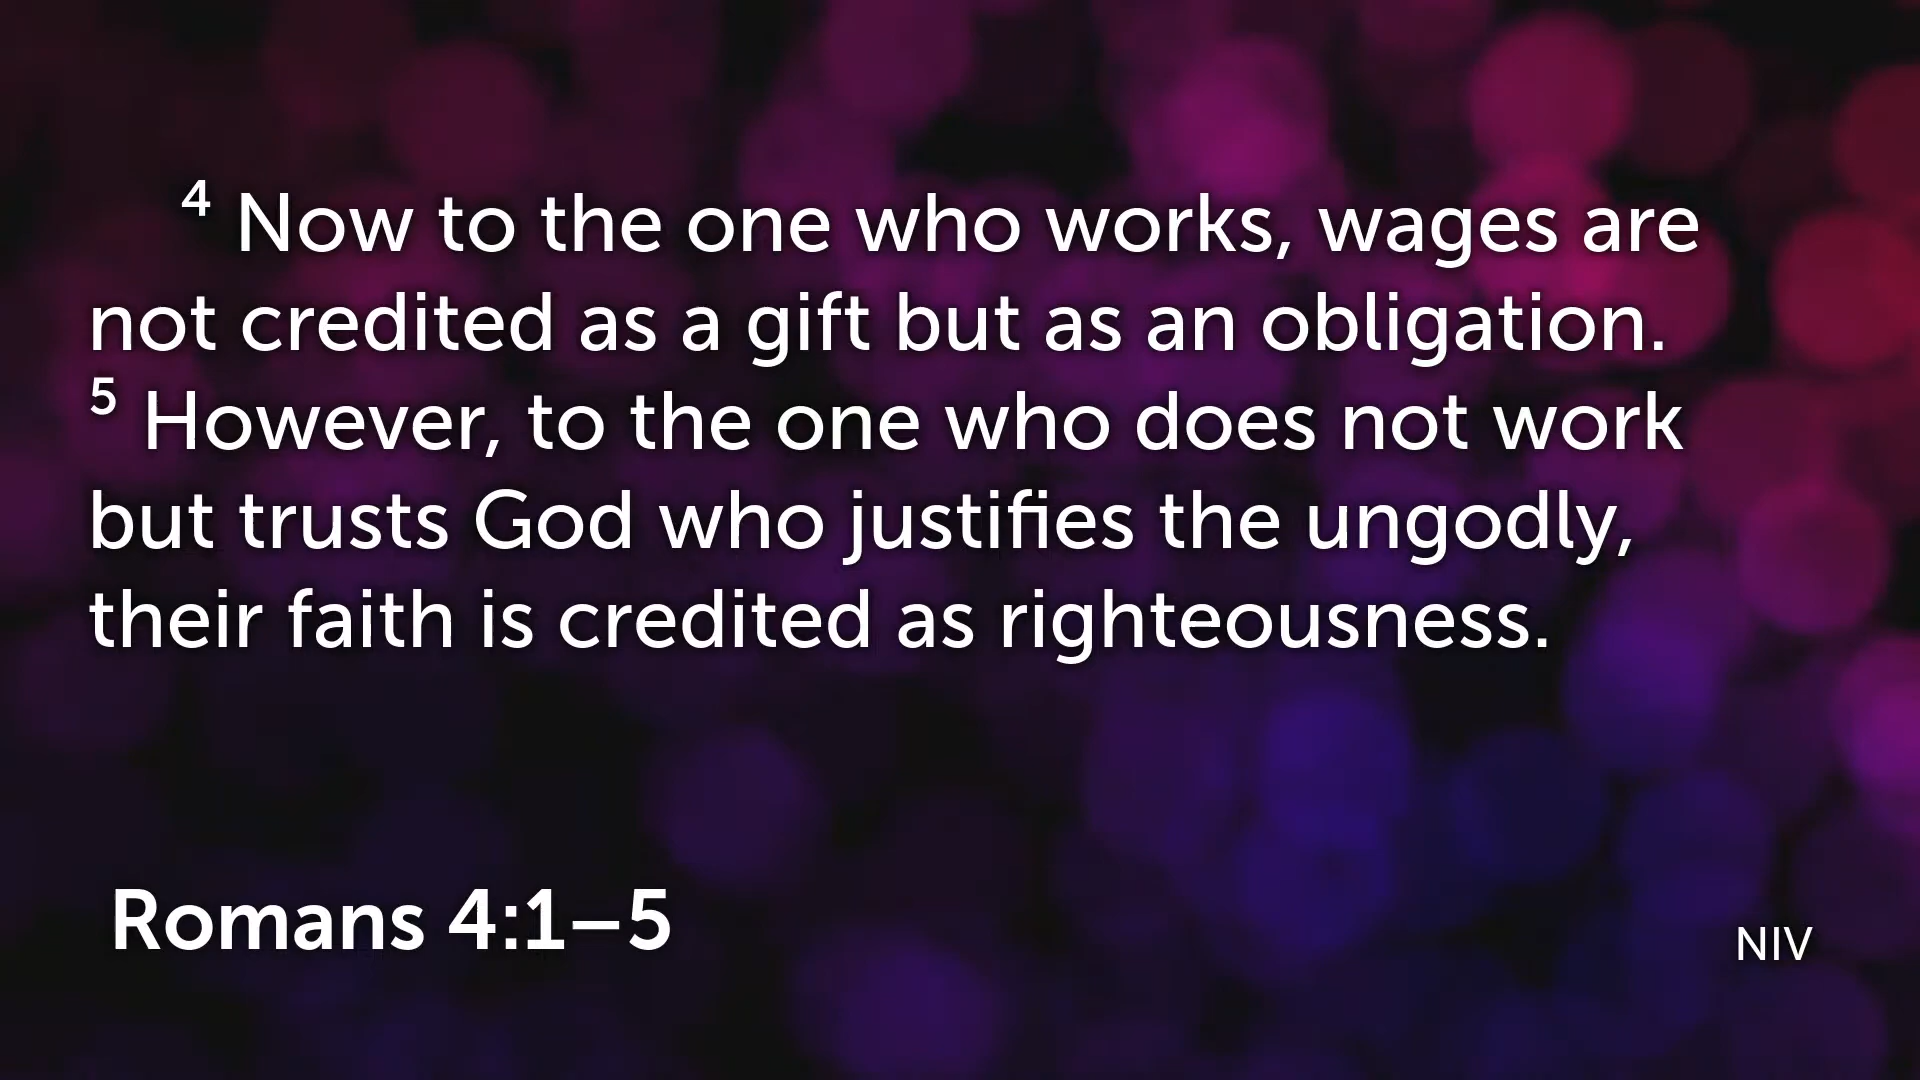 4 Now to the one who works, wages are
not credited as a gift but as an obligation.
5 However, to the one who does not work
but trusts God who justifies the ungodly,
their faith is credited as righteousness.
Romans 4:1–5
NIV